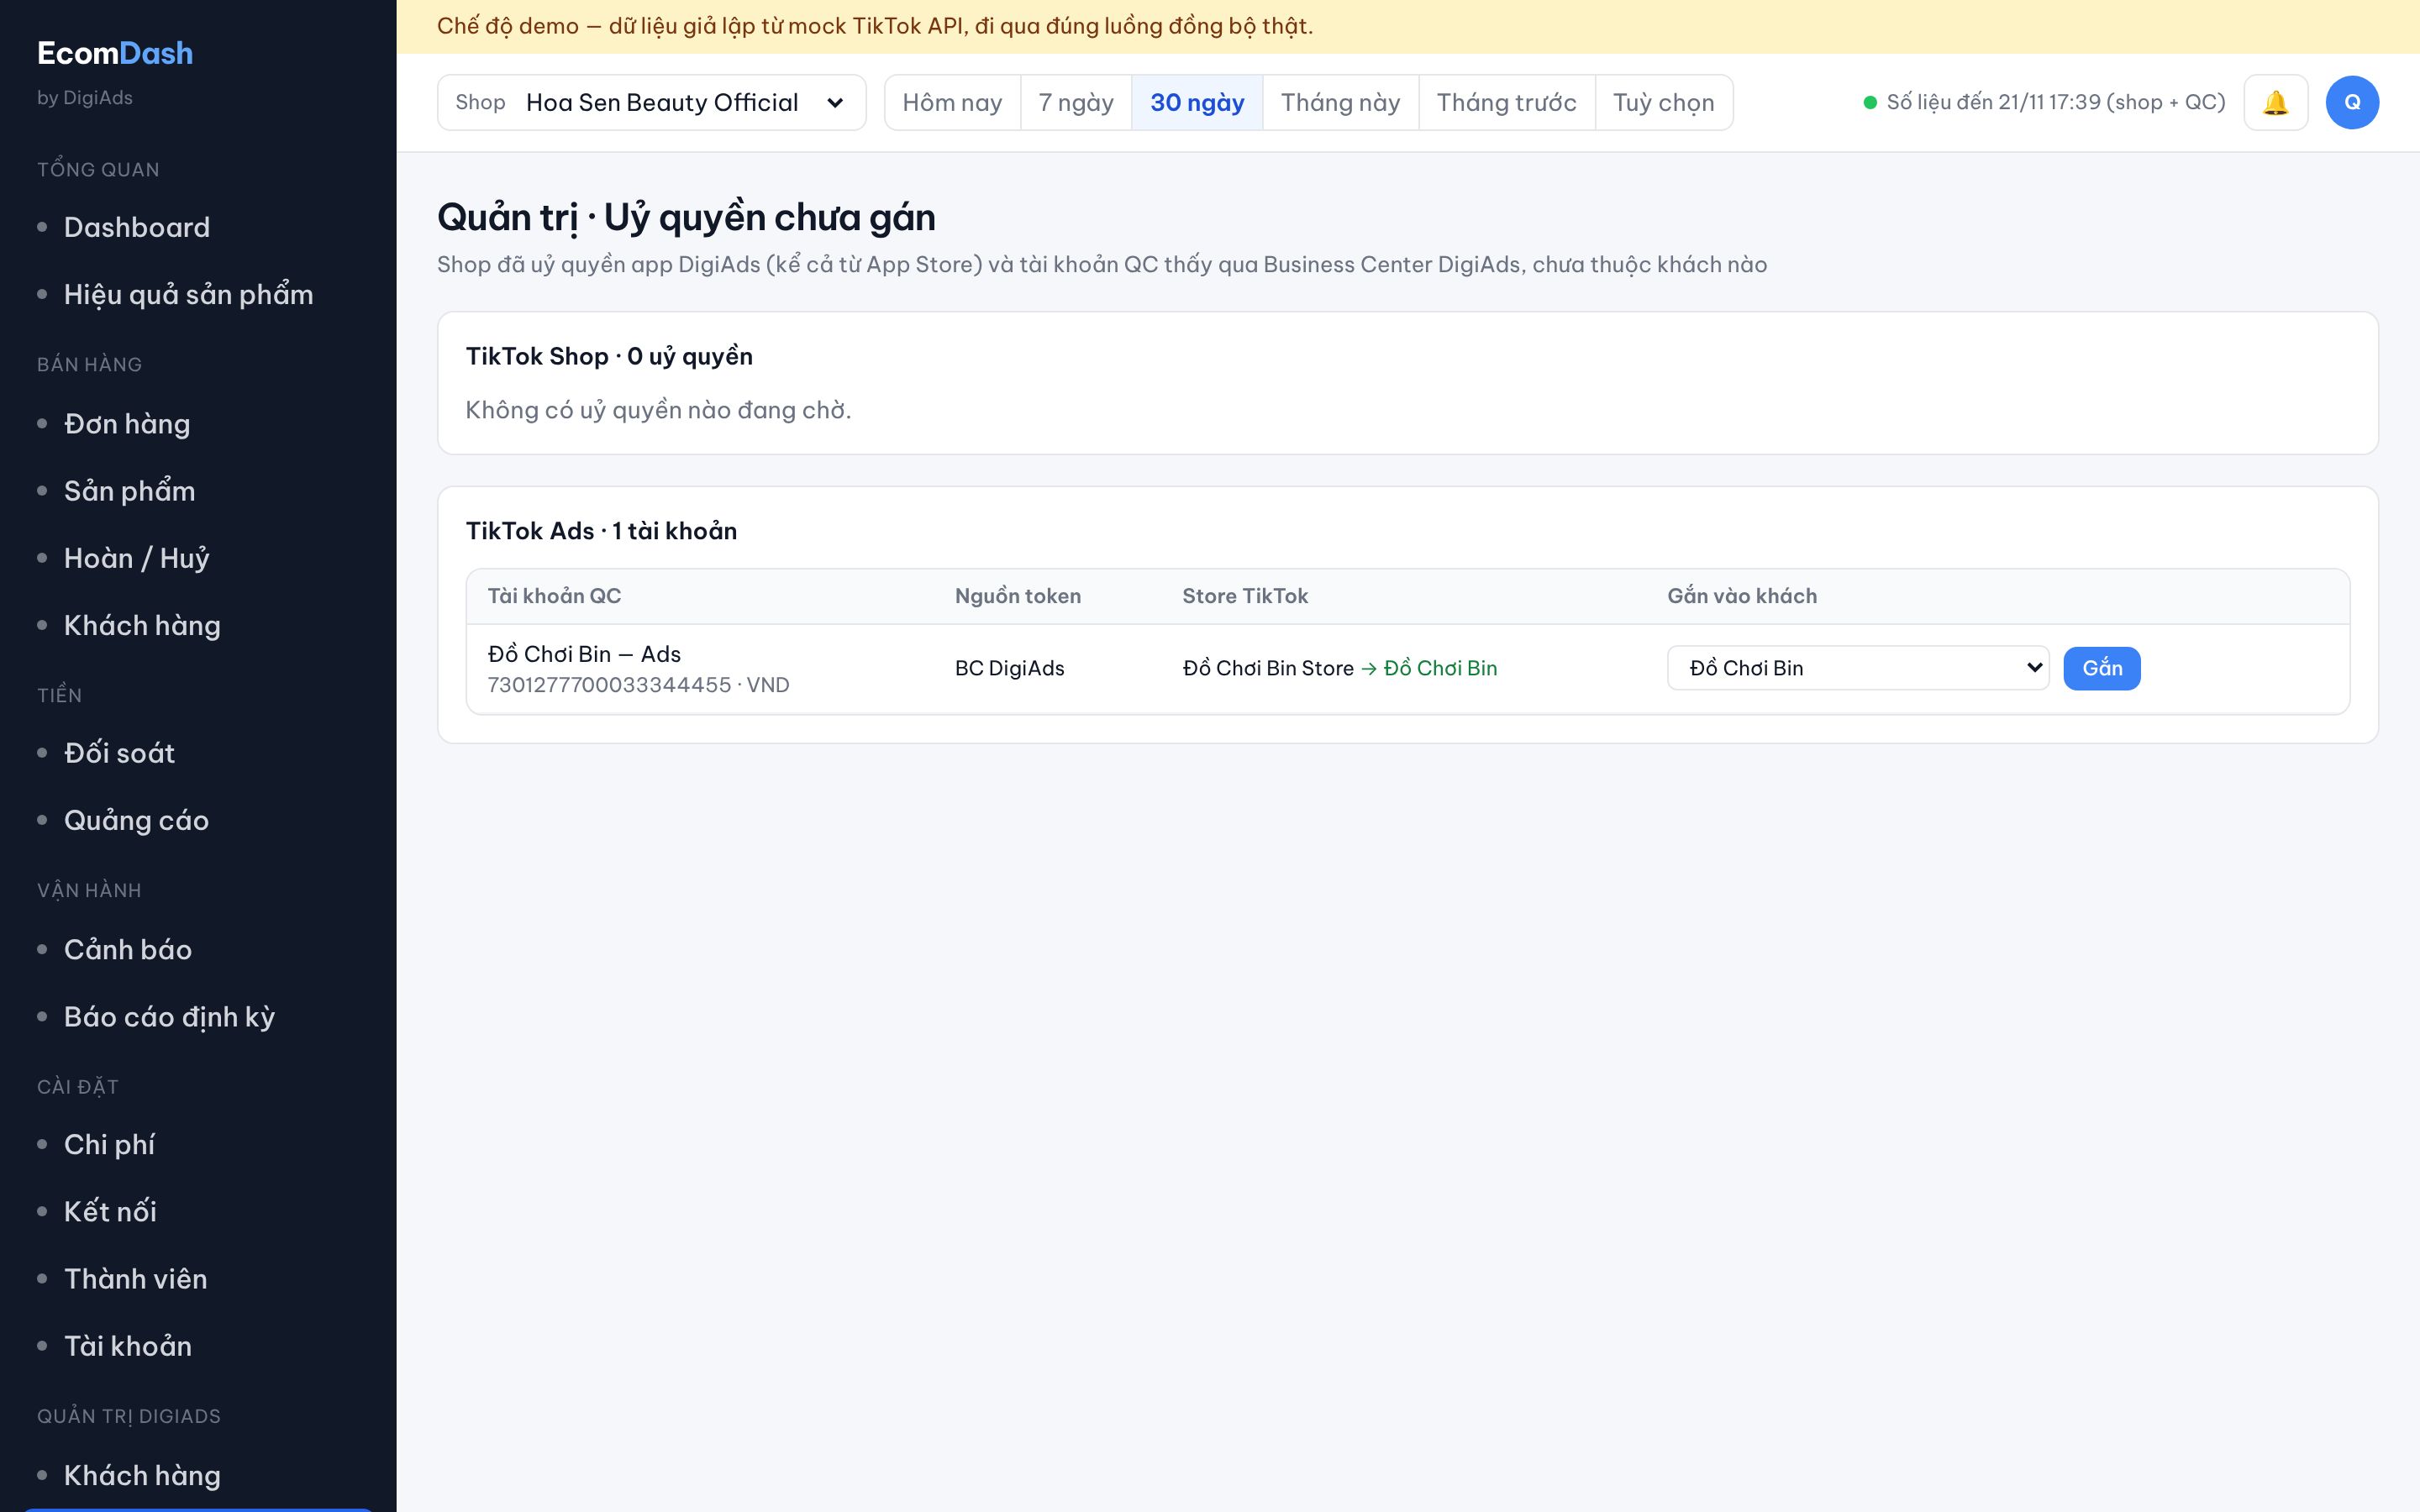 EcomDash
by DigiAds
TỔNG QUAN
Dashboard
Hiệu quả sản phẩm
BÁN HÀNG
Đơn hàng
Sản phẩm
Hoàn / Huỷ
Khách hàng
TIỀN
Đối soát
Quảng cáo
VẬN HÀNH
Cảnh báo
Báo cáo định kỳ
CÀI ĐẶT
Chi phí
Kết nối
Thành viên
Tài khoản
QUẢN TRỊ DIGIADS
Khách hàng
Chế độ demo — dữ liệu giả lập từ mock TikTok API, đi qua đúng luồng đồng bộ thật.
Shop Hoa Sen Beauty Official
Hôm nay 7 ngày 30 ngày Tháng này Tháng trước Tuỳ chọn
Số liệu đến 21/11 17:39 (shop + QC)
Q
Quản trị · Uỷ quyền chưa gán
Shop đã uỷ quyền app DigiAds (kể cả từ App Store) và tài khoản QC thấy qua Business Center DigiAds, chưa thuộc khách nào
TikTok Shop · 0 uỷ quyền
Không có uỷ quyền nào đang chờ.
TikTok Ads · 1 tài khoản
Tài khoản QC Nguồn token Store TikTok Gắn vào khách
Đồ Chơi Bin — Ads
7301277700033344455 · VND
BC DigiAds
Đồ Chơi Bin Store → Đồ Chơi Bin
Đồ Chơi Bin
Gắn